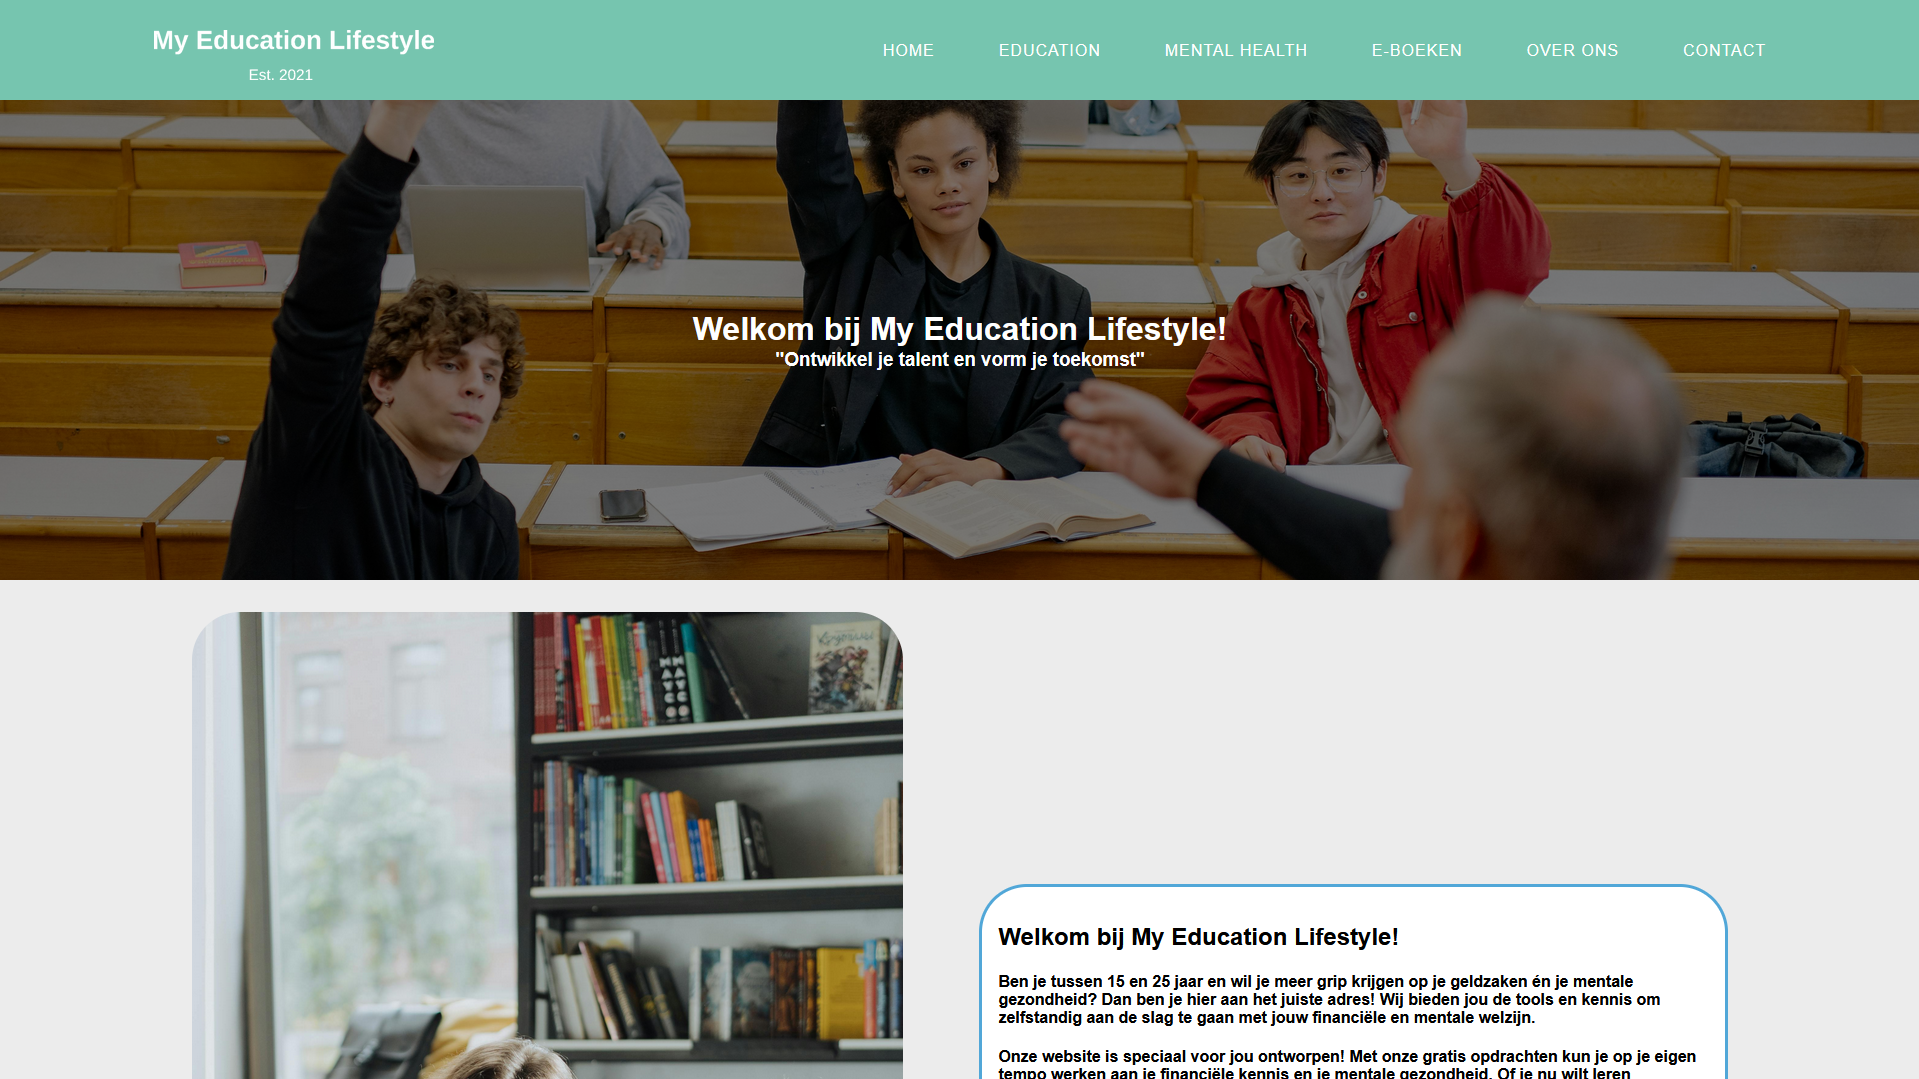 My Education Lifestyle
Est. 2021
HOME
EDUCATION
MENTAL HEALTH
E-BOEKEN
OVER ONS
CONTACT
Welkom bij My Education Lifestyle!
"Ontwikkel je talent en vorm je toekomst"
Welkom bij My Education Lifestyle!
Ben je tussen 15 en 25 jaar en wil je meer grip krijgen op je geldzaken én je mentale
gezondheid? Dan ben je hier aan het juiste adres! Wij bieden jou de tools en kennis om
zelfstandig aan de slag te gaan met jouw financiële en mentale welzijn.
Onze website is speciaal voor jou ontworpen! Met onze gratis opdrachten kun je op je eigen
tempo werken aan je financiële kennis en je mentale gezondheid. Of je nu wilt leren